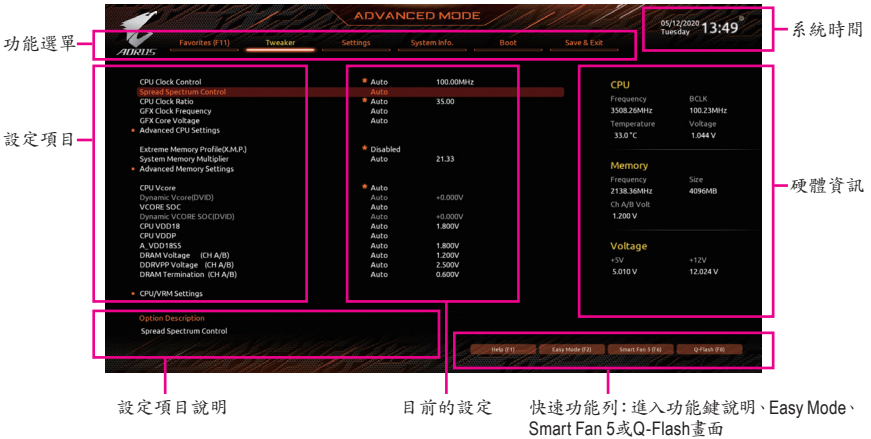 ADVANCED MODE
05/12/2020
Tuesday
13:49
系統時間
功能選單
AORUS
Favorites (F11) Tweaker Settings System Info. Boot Save & Exit
設定項目
CPU Clock Control * Auto 100.00MHz
Spread Spectrum Control Auto
CPU Clock Ratio * Auto 35.00
GFX Clock Frequency Auto
GFX Core Voltage Auto
Advanced CPU Settings
Extreme Memory Profile(X.M.P.) * Disabled
System Memory Multiplier Auto 21.33
Advanced Memory Settings
CPU Vcore * Auto
Dynamic Vcore(DVID) Auto +0.000V
VCORE SOC Auto
Dynamic VCORE SOC(DVID) Auto +0.000V
CPU VDD18 Auto 1.800V
CPU VDDP Auto
A_VDD18S5 Auto 1.800V
DRAM Voltage (CH A/B) Auto 1.200V
DDRVPP Voltage (CH A/B) Auto 2.500V
DRAM Termination (CH A/B) Auto 0.600V
CPU/VRM Settings
CPU
Frequency BCLK
3508.26MHz 100.23MHz
Temperature Voltage
33.0 °C 1.044 V
Memory
Frequency Size
2138.36MHz 4096MB
Ch A/B Volt
1.200 V
Voltage
+5V +12V
5.010 V 12.024 V
硬體資訊
Option Description
Spread Spectrum Control
Help (F1) Easy Mode (F2) Smart Fan 5 (F6) Q-Flash (F8)
設定項目說明
目前的設定
快速功能列：進入功能鍵說明、Easy Mode、
Smart Fan 5或Q-Flash畫面